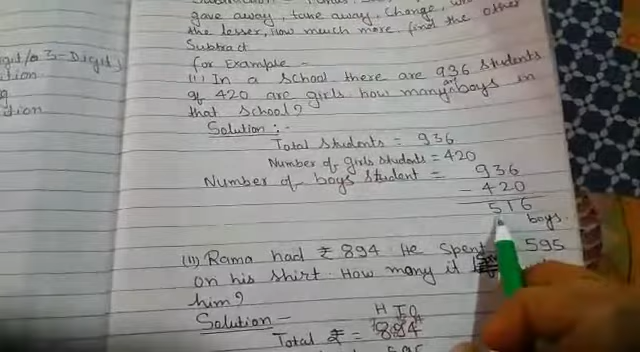 gave away, take away, change,
the lesser, How much more, find the other
Subtract
for Example -
(i) In a school there are 936 students
of 420 are girls how many are boys in
that school?
Solution :-
Total students = 936
Number of girls students = 420
Number of boys student = 936
- 420
516
boys.
(ii) Rama had ₹ 894. He spent 595
on his shirt. How many it
him?
Solution -
H T O
Total ₹ = 894
3-Digit)